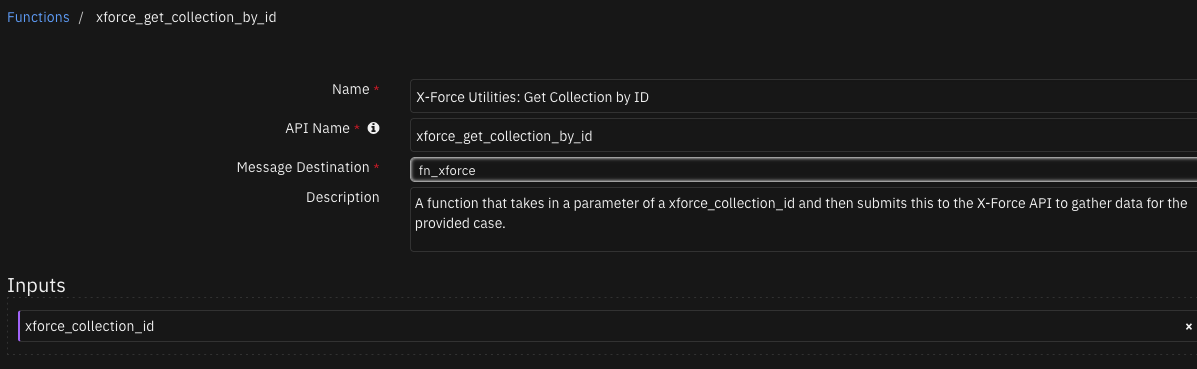 Functions / xforce_get_collection_by_id
Name * X-Force Utilities: Get Collection by ID
API Name * xforce_get_collection_by_id
Message Destination * fn_xforce
Description A function that takes in a parameter of a xforce_collection_id and then submits this to the X-Force API to gather data for the
provided case.
Inputs
xforce_collection_id ×